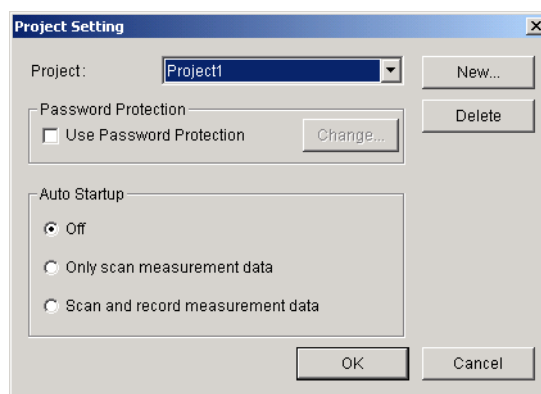 Project Setting
Project: Project1 New...
Password Protection Delete
Use Password Protection Change...
Auto Startup
Off
Only scan measurement data
Scan and record measurement data
OK Cancel